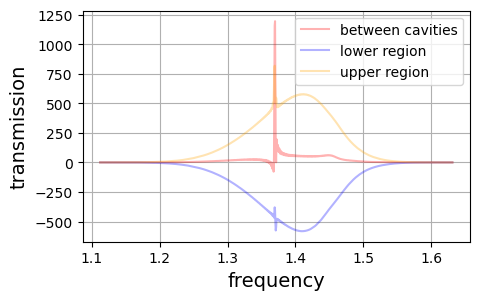 1250
1000
750
500
250
0
−250
−500
transmission
between cavities
lower region
upper region
1.1
1.2
1.3
1.4
1.5
1.6
frequency